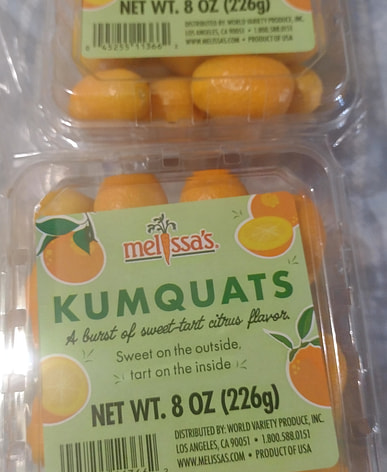 NET WT. 8 OZ (226g)
DISTRIBUTED BY: WORLD VARIETY PRODUCE, INC.
LOS ANGELES, CA 90051 • 1.800.588.0151
WWW.MELISSAS.COM • PRODUCT OF USA
0 45255 11366
melissa's.
KUMQUATS
A burst of sweet-tart citrus flavor.
Sweet on the outside,
tart on the inside
NET WT. 8 OZ (226g)
DISTRIBUTED BY: WORLD VARIETY PRODUCE, INC.
LOS ANGELES, CA 90051 • 1.800.588.0151
WWW.MELISSAS.COM • PRODUCT OF USA